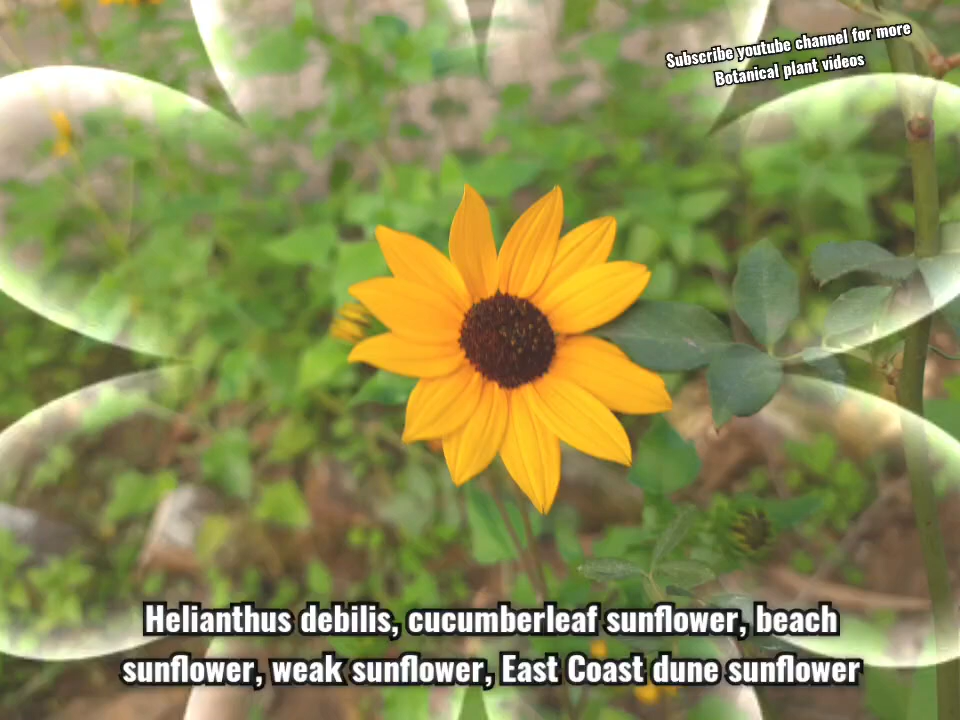 Subscribe youtube channel for more
Botanical plant videos
Helianthus debilis, cucumberleaf sunflower, beach
sunflower, weak sunflower, East Coast dune sunflower